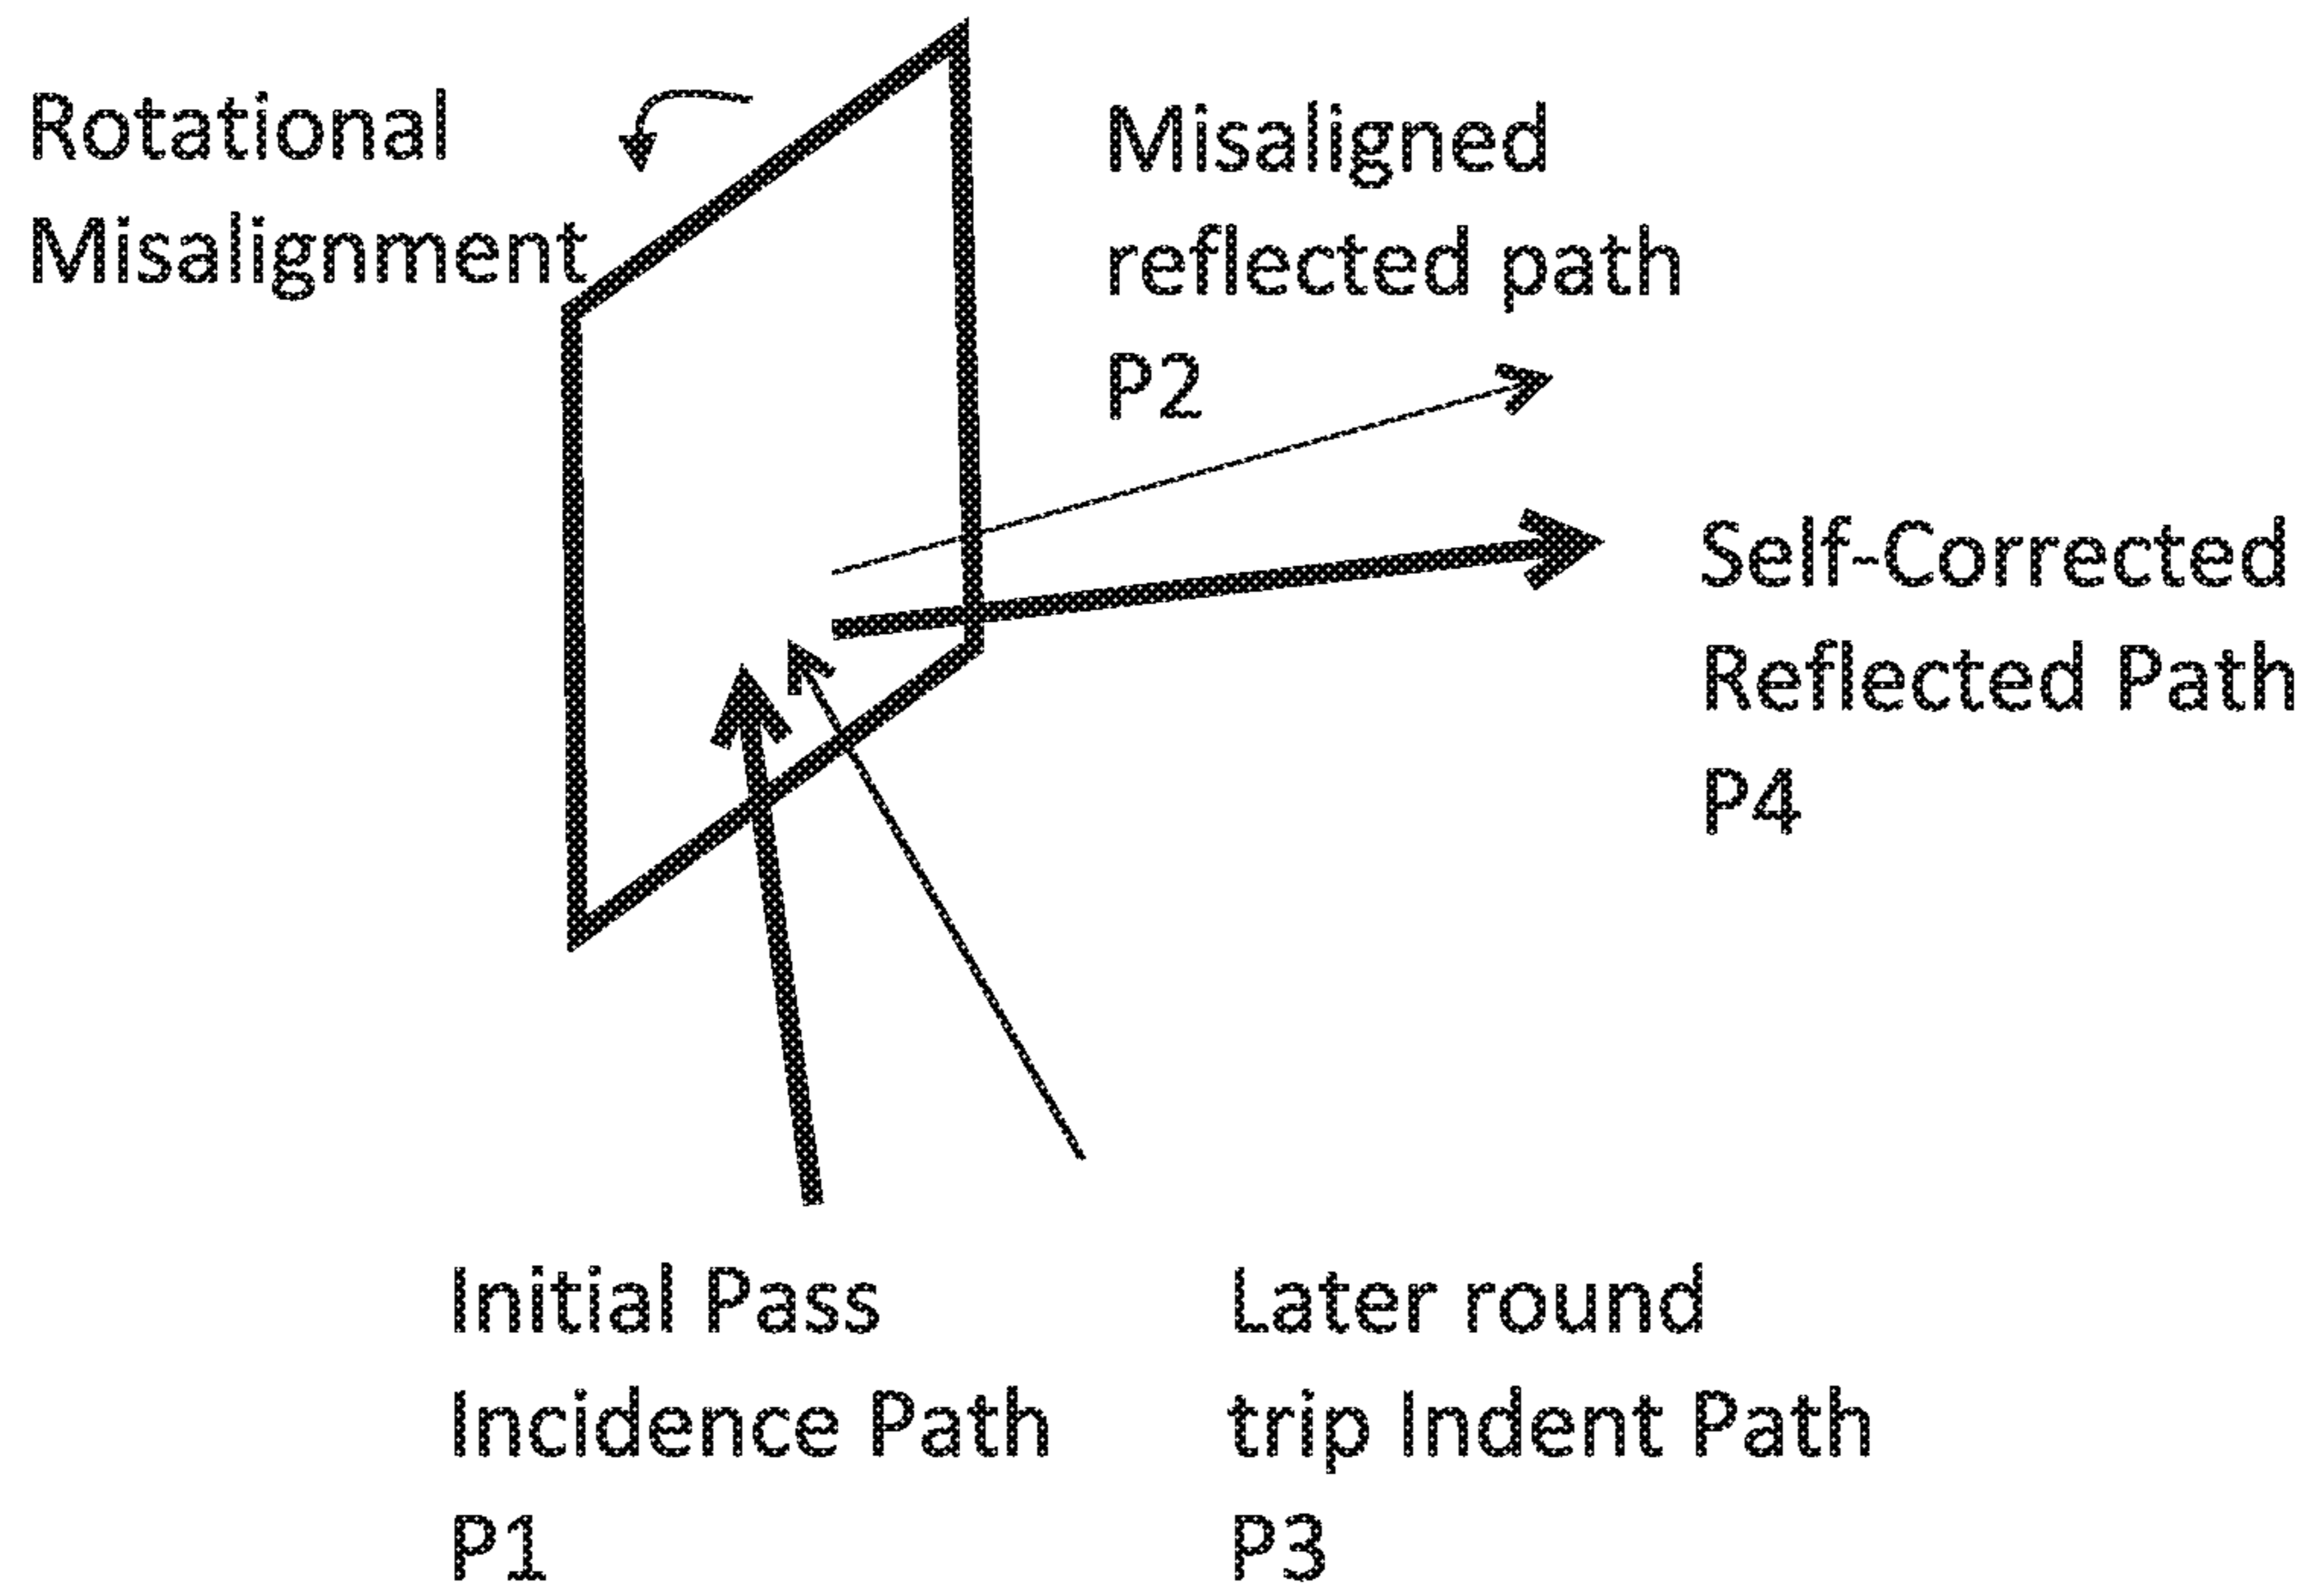 Rotational
Misalignment
Misaligned
reflected path
P2
Self-Corrected
Reflected Path
P4
Initial Pass
Incidence Path
P1
Later round
trip Indent Path
P3